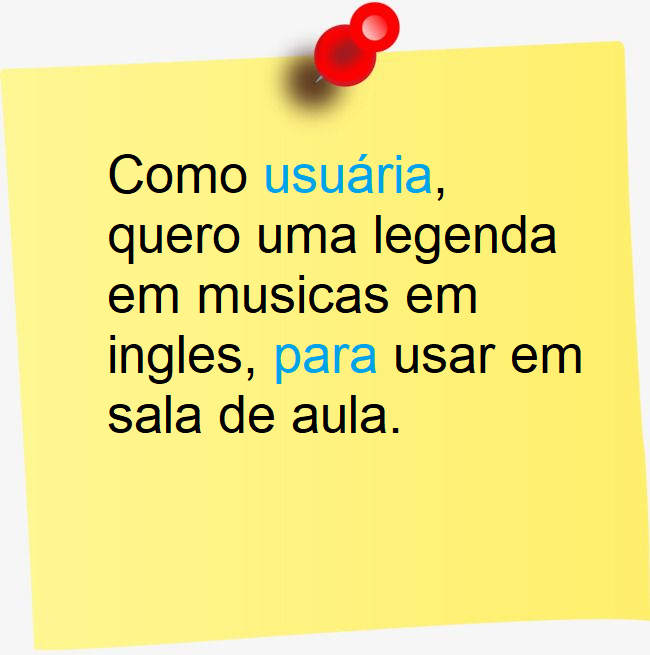 Como usuária,
quero uma legenda
em musicas em
ingles, para usar em
sala de aula.